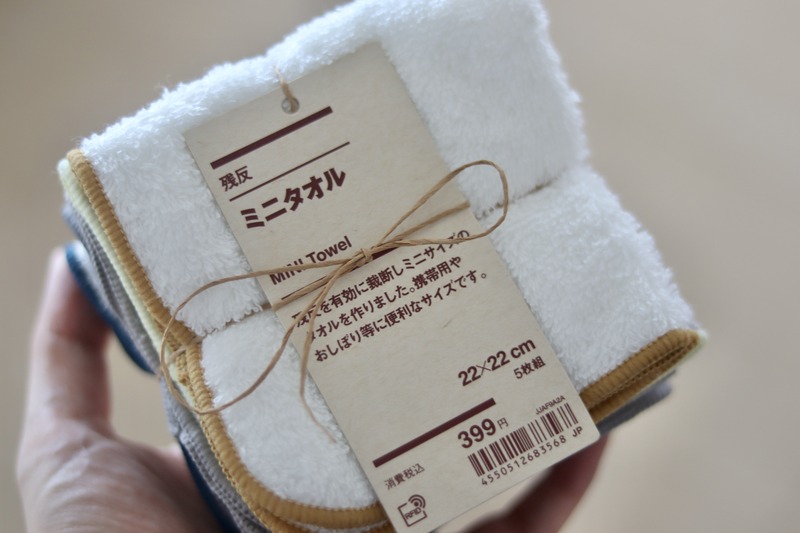 残反
ミニタオル
MINI Towel
を有効に裁断しミニサイズの
オルを作りました。携帯用や
おしぼり等に便利なサイズです。
22×22 cm
5枚組
399円
消費税込
JJAF9A2A
4550512683568 JP
RFID